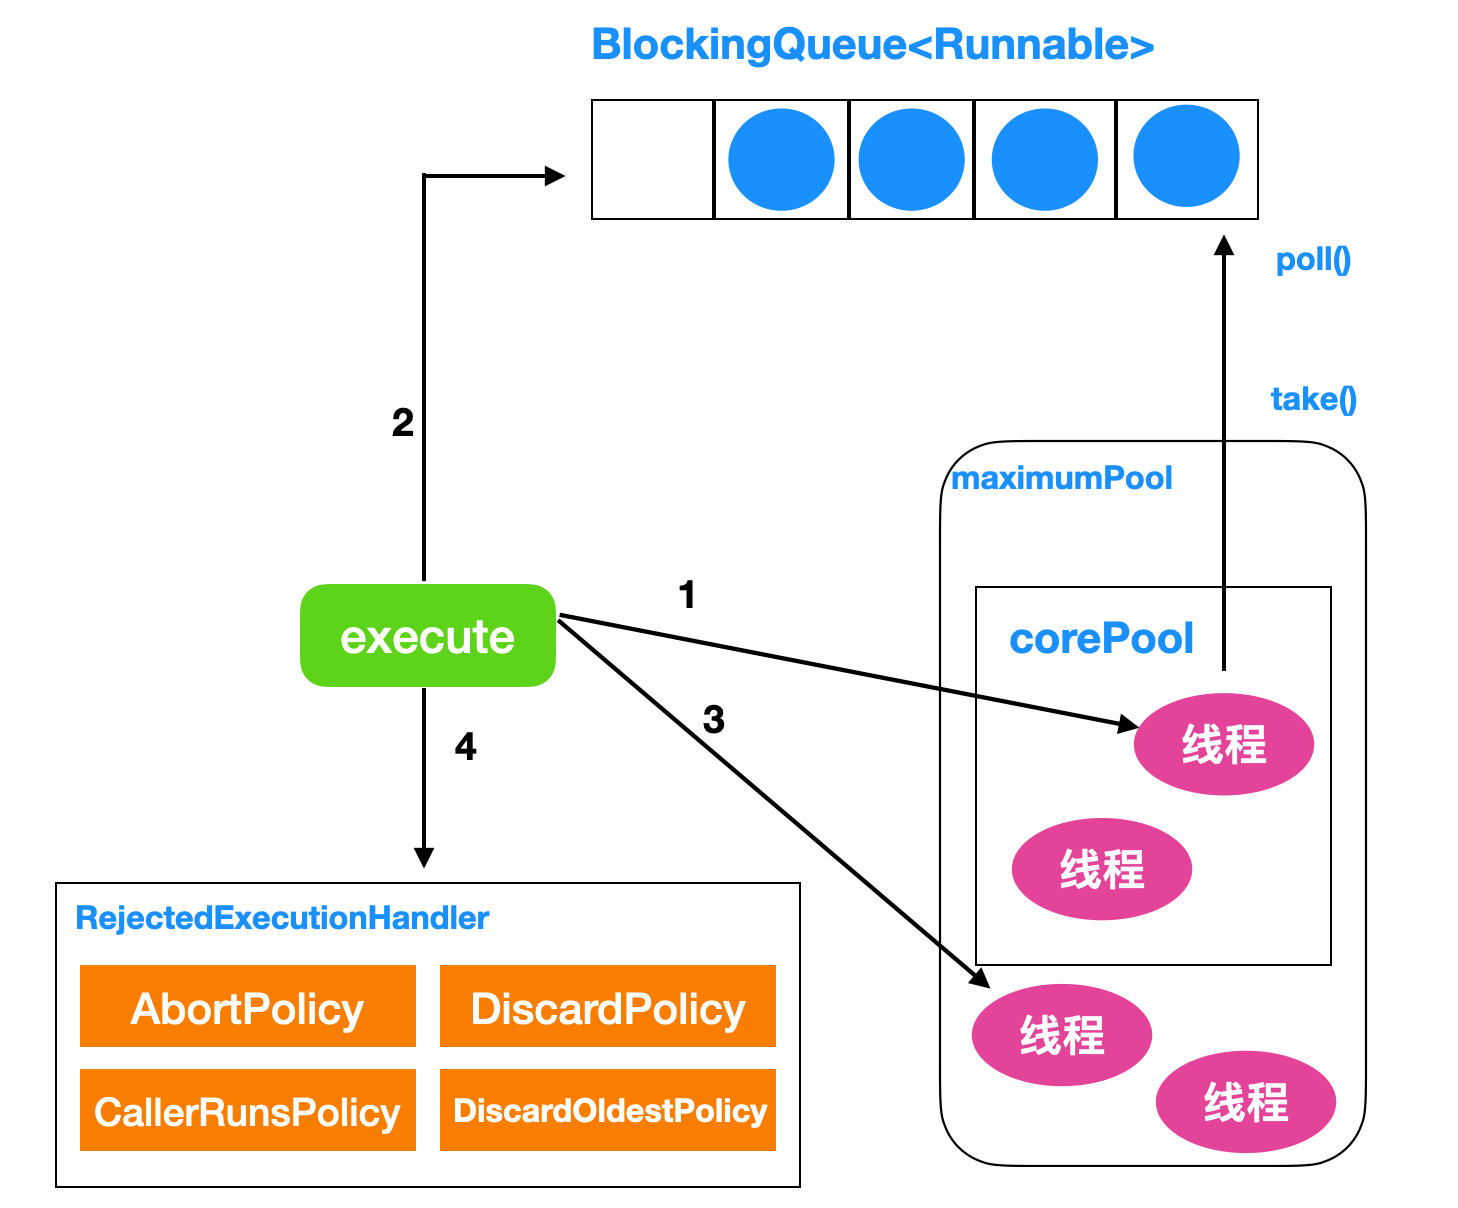 BlockingQueue<Runnable>
poll()
take()
2
maximumPool
1
execute
corePool
3
线程
4
线程
RejectedExecutionHandler
AbortPolicy
DiscardPolicy
线程
CallerRunsPolicy
DiscardOldestPolicy
线程